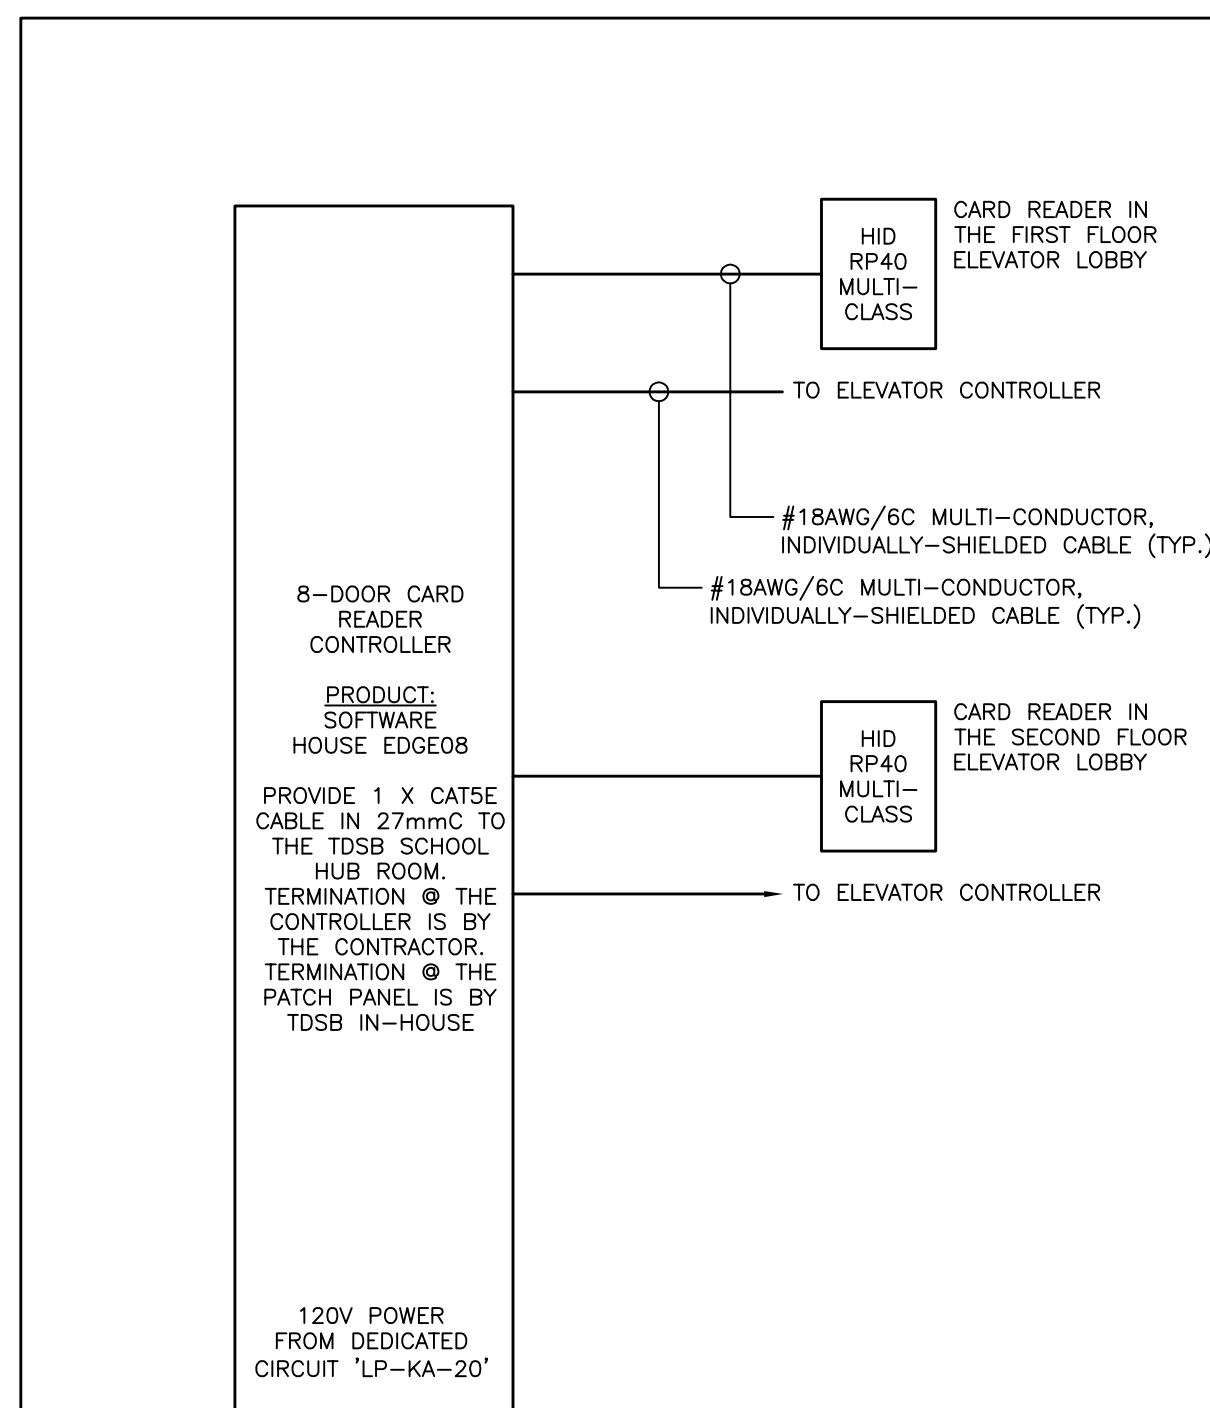 HID
RP40
MULTI-
CLASS
CARD READER IN
THE FIRST FLOOR
ELEVATOR LOBBY
TO ELEVATOR CONTROLLER
#18AWG/6C MULTI-CONDUCTOR,
INDIVIDUALLY-SHIELDED CABLE (TYP.)
#18AWG/6C MULTI-CONDUCTOR,
INDIVIDUALLY-SHIELDED CABLE (TYP.)
8-DOOR CARD
READER
CONTROLLER
PRODUCT:
SOFTWARE
HOUSE EDGE08
PROVIDE 1 X CAT5E
CABLE IN 27mmC TO
THE TDSB SCHOOL
HUB ROOM.
TERMINATION @ THE
CONTROLLER IS BY
THE CONTRACTOR.
TERMINATION @ THE
PATCH PANEL IS BY
TDSB IN-HOUSE
HID
RP40
MULTI-
CLASS
CARD READER IN
THE SECOND FLOOR
ELEVATOR LOBBY
TO ELEVATOR CONTROLLER
120V POWER
FROM DEDICATED
CIRCUIT 'LP-KA-20'